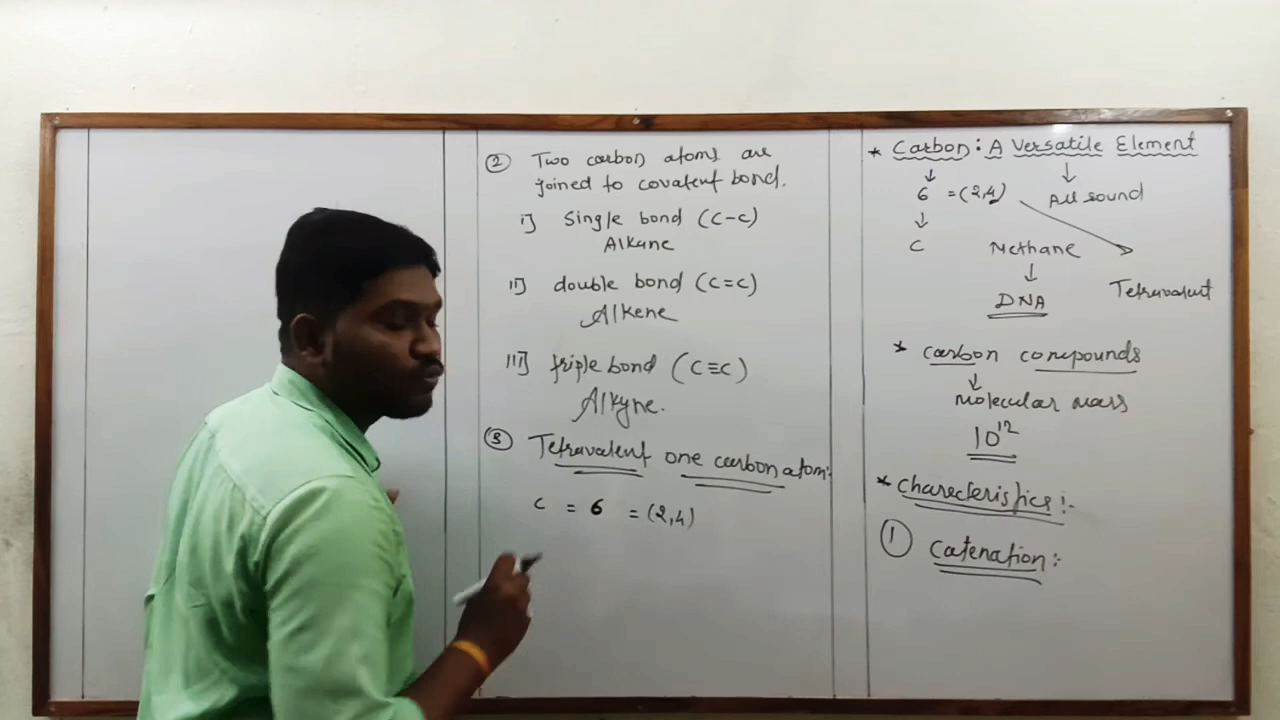 * Carbon: A Versatile Element
↓ ↓
6 = (2,4) All sound
↓
C Methane
↓
DNA Tetravalent
* Carbon compounds
↓
Molecular mass
10¹²
* Charecteristics:-
① Catenation:-
② Two carbon atoms are
joined to covalent bond.
i] Single bond (C-C)
Alkane
ii] double bond (C=C)
Alkene
iii] triple bond (C≡C)
Alkyne.
③ Tetravalent one carbon atom:-
C = 6 = (2,4)